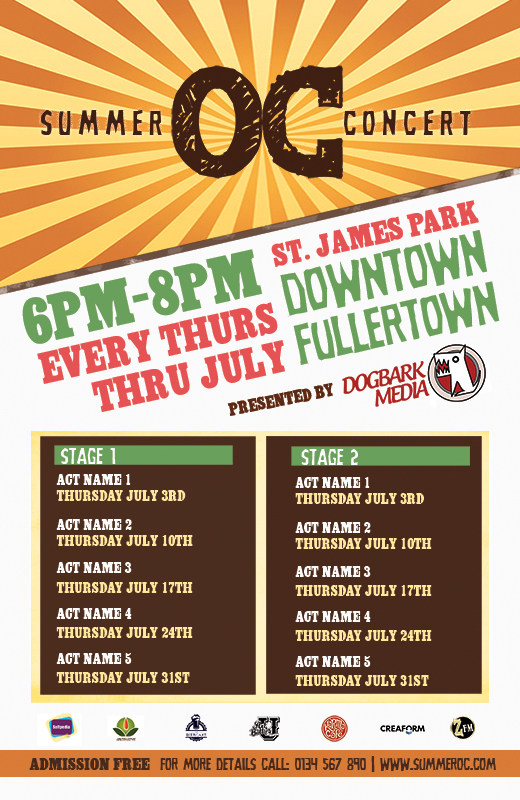 SUMMER OC CONCERT
6PM-8PM
EVERY THURS
THRU JULY
ST. JAMES PARK
DOWNTOWN
FULLERTOWN
PRESENTED BY DOGBARK
MEDIA
STAGE 1
ACT NAME 1
THURSDAY JULY 3RD
ACT NAME 2
THURSDAY JULY 10TH
ACT NAME 3
THURSDAY JULY 17TH
ACT NAME 4
THURSDAY JULY 24TH
ACT NAME 5
THURSDAY JULY 31ST
STAGE 2
ACT NAME 1
THURSDAY JULY 3RD
ACT NAME 2
THURSDAY JULY 10TH
ACT NAME 3
THURSDAY JULY 17TH
ACT NAME 4
THURSDAY JULY 24TH
ACT NAME 5
THURSDAY JULY 31ST
CREAFORM
ADMISSION FREE FOR MORE DETAILS CALL: 0134 567 890 | WWW.SUMMEROC.COM